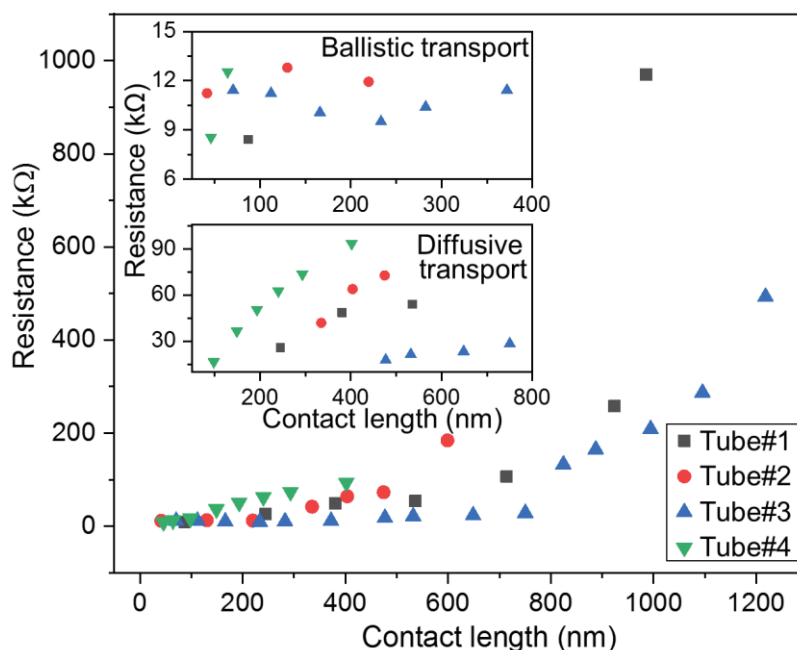 Resistance (kΩ)
1000
800
600
400
200
0
0
200
400
600
800
1000
1200
Contact length (nm)
Resistance (kΩ)
Ballistic transport
15
12
9
6
100
200
300
400
Diffusive
transport
90
60
30
200
400
600
800
Contact length (nm)
Tube#1
Tube#2
Tube#3
Tube#4